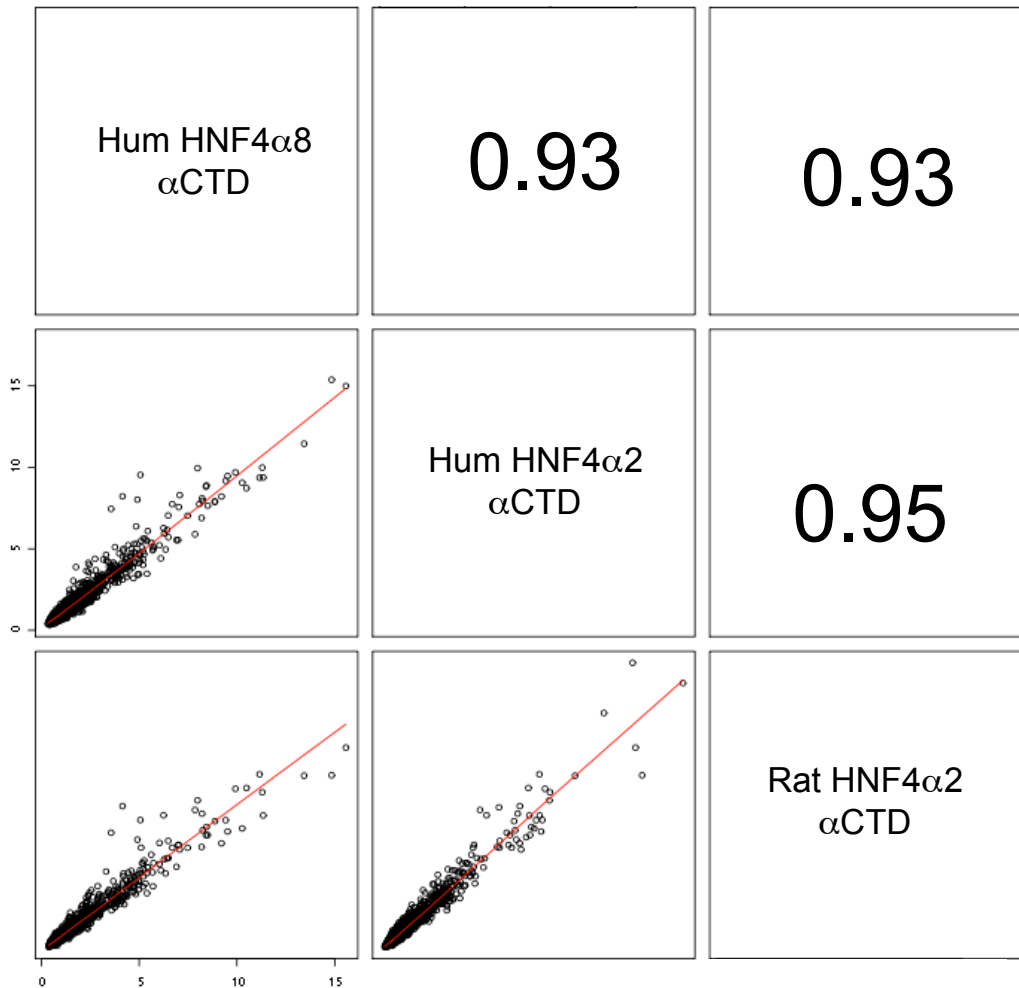 Hum HNF4α8
αCTD
0.93
0.93
15
10
5
0
Hum HNF4α2
αCTD
0.95
Rat HNF4α2
αCTD
0 5 10 15